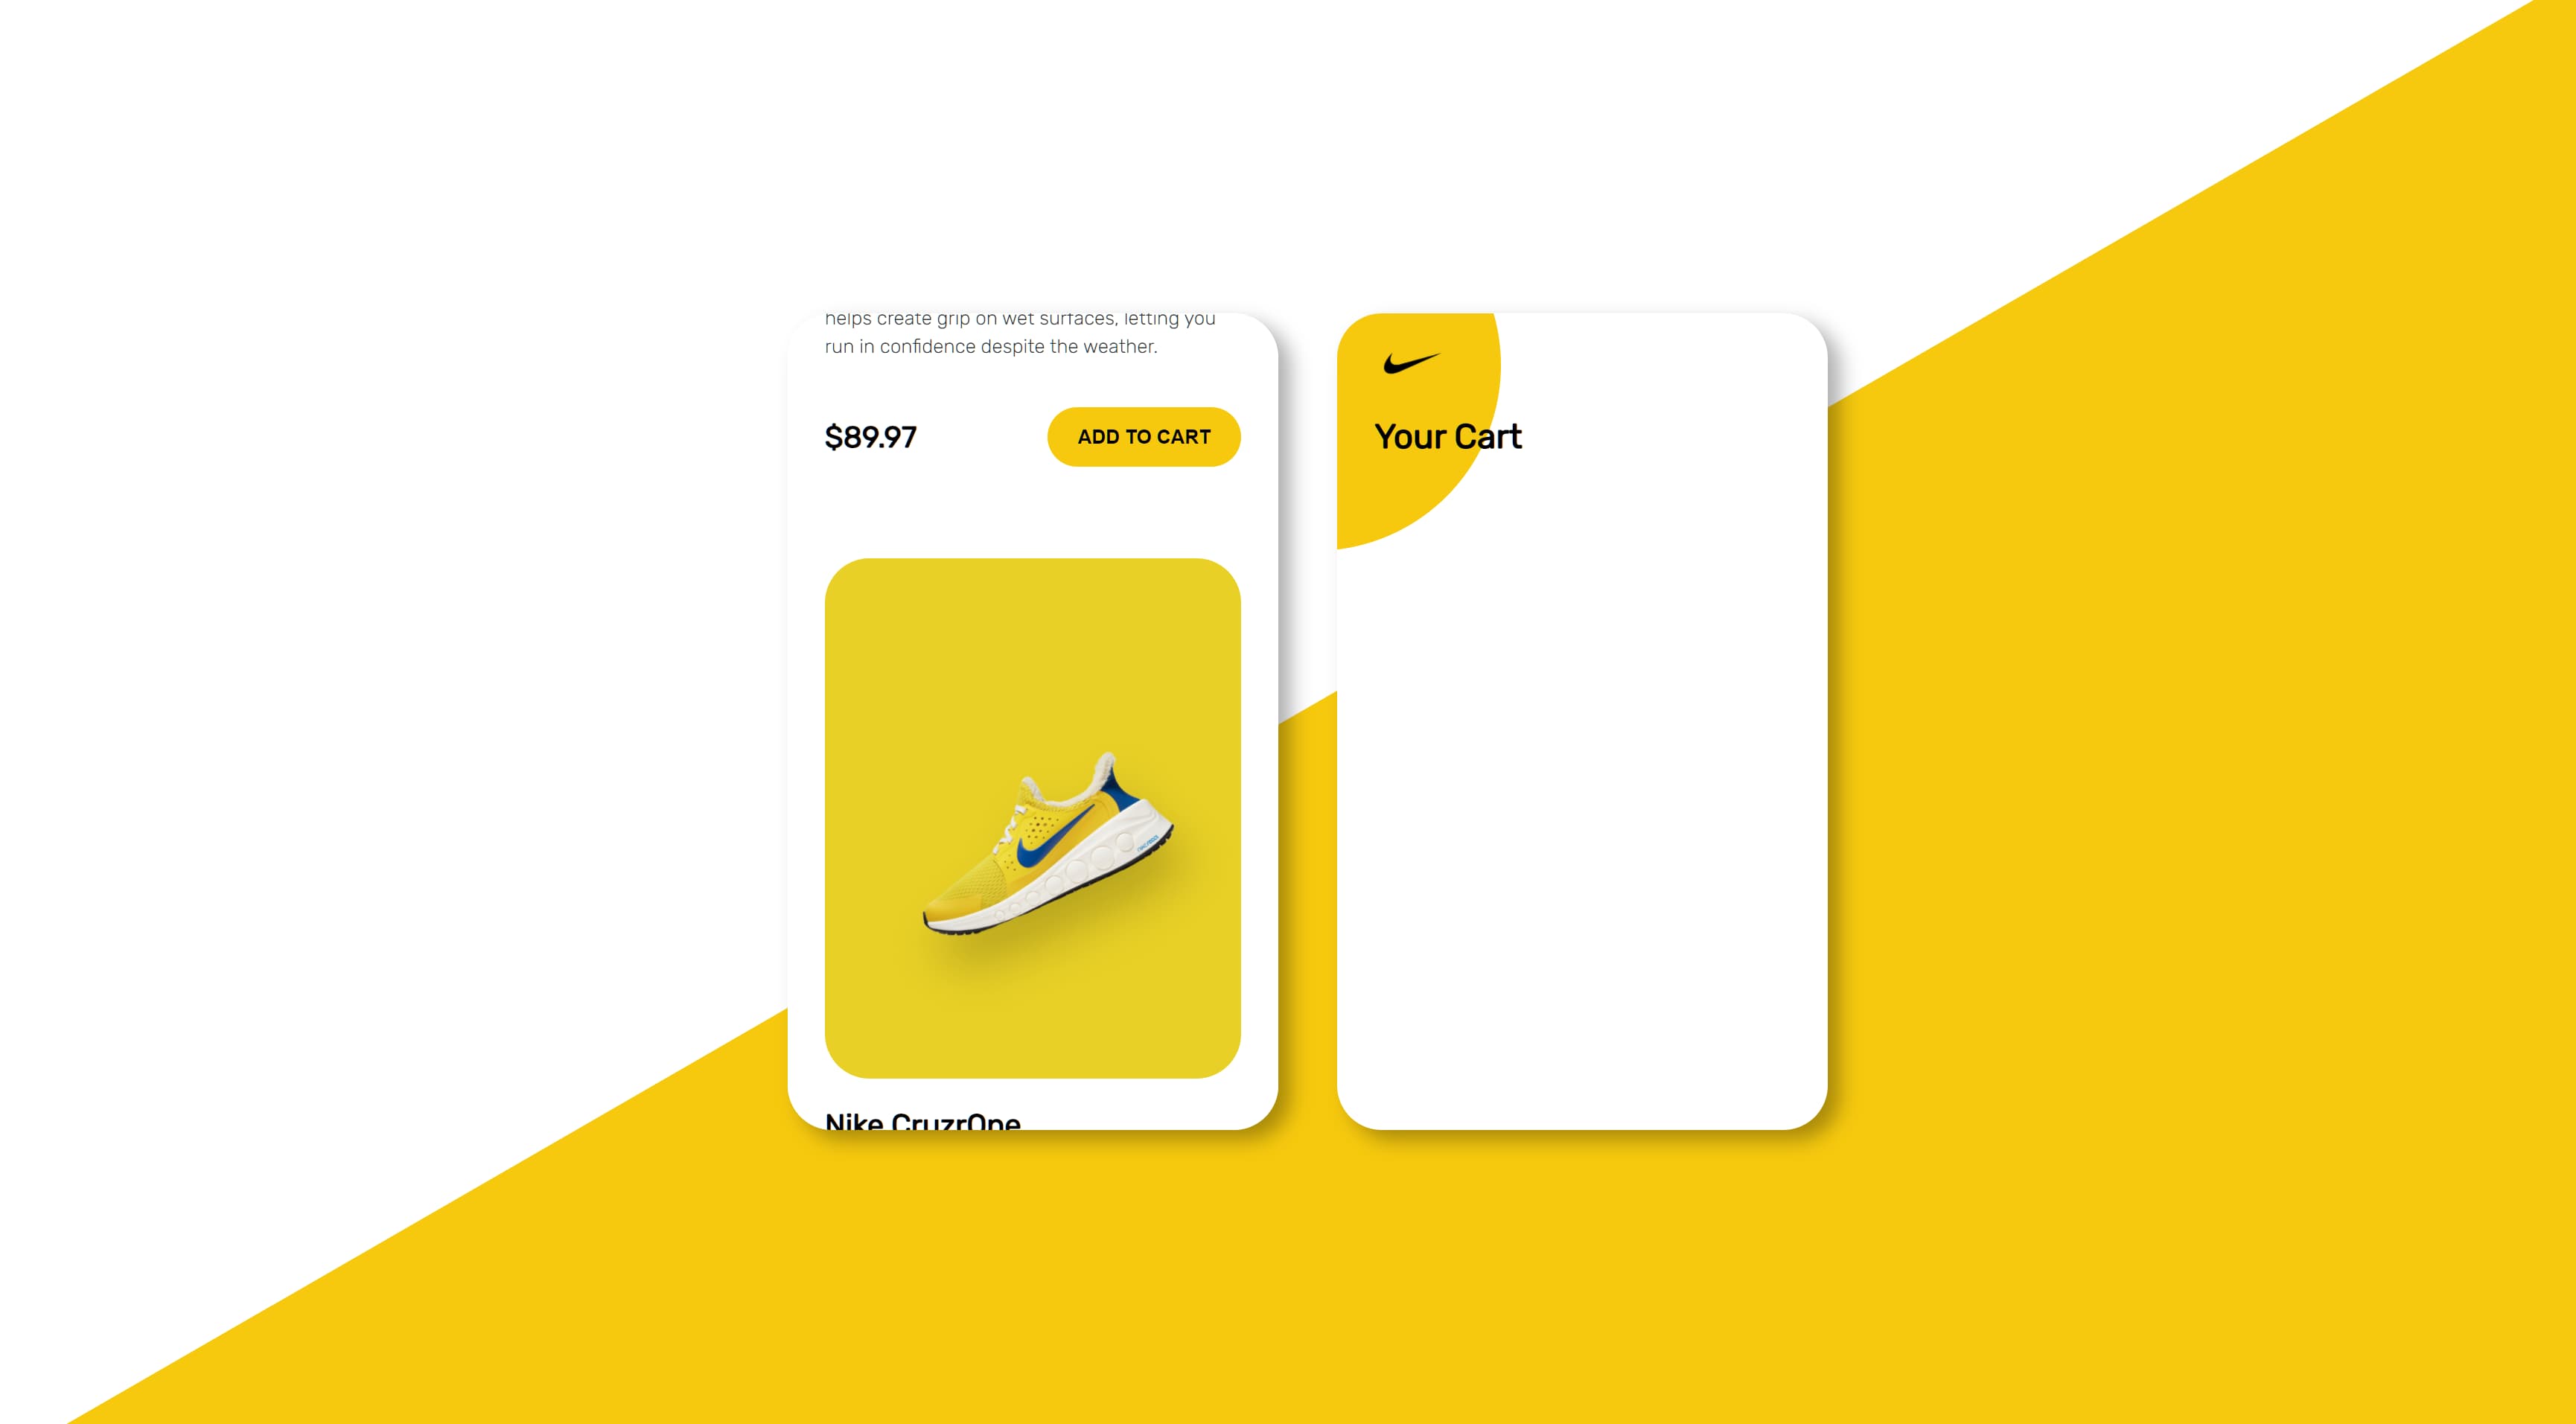 helps create grip on wet surfaces, letting you
run in confidence despite the weather.
$89.97
ADD TO CART
Nike CruzrOne
Your Cart